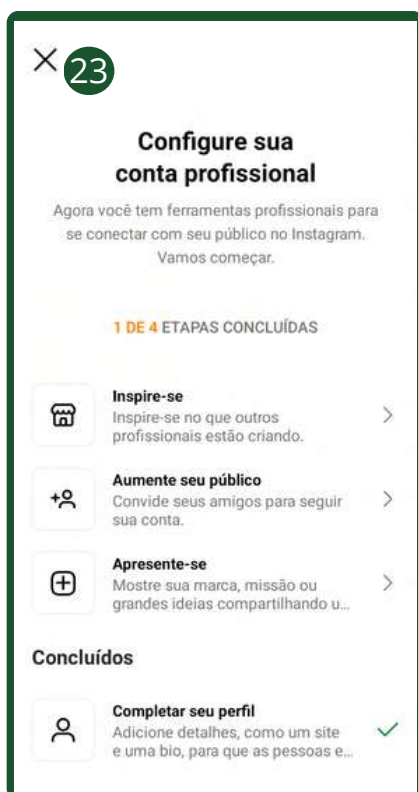 23
Configure sua
conta profissional
Agora você tem ferramentas profissionais para
se conectar com seu público no Instagram.
Vamos começar.
1 DE 4 ETAPAS CONCLUÍDAS
Inspire-se
Inspire-se no que outros
profissionais estão criando.
Aumente seu público
Convide seus amigos para seguir
sua conta.
Apresente-se
Mostre sua marca, missão ou
grandes ideias compartilhando u...
Concluídos
Completar seu perfil
Adicione detalhes, como um site
e uma bio, para que as pessoas e...